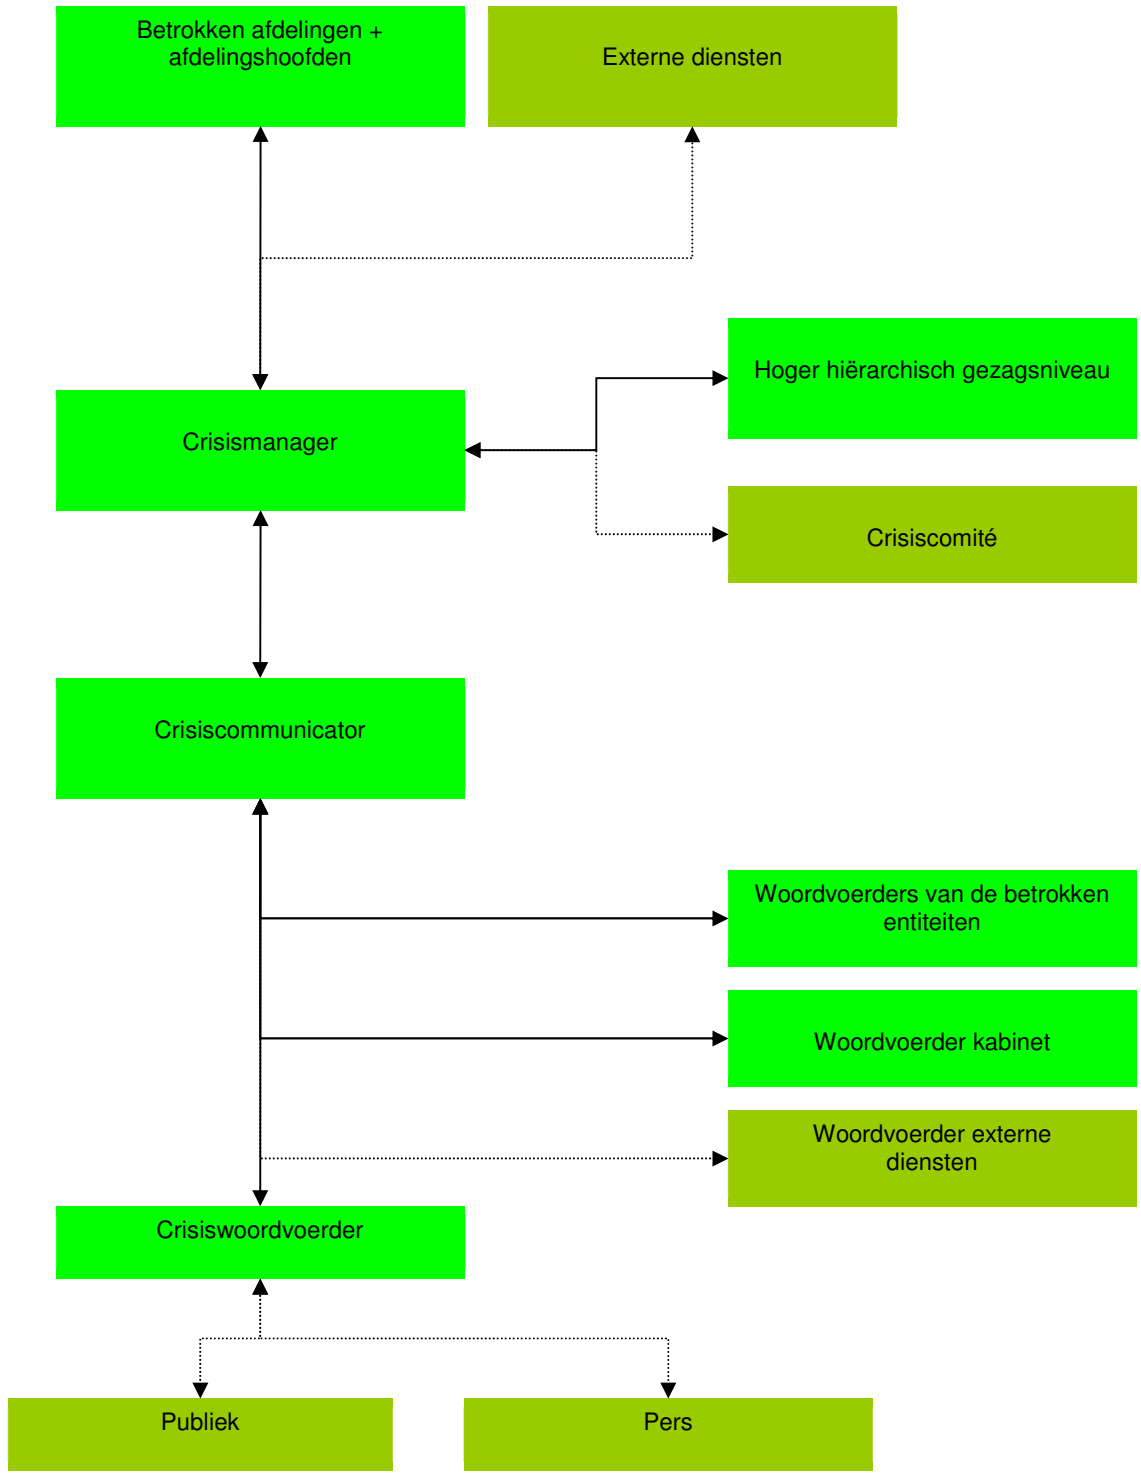 Betrokken afdelingen +
afdelingshoofden
Externe diensten
Hoger hiërarchisch gezagsniveau
Crisismanager
Crisiscomité
Crisiscommunicator
Woordvoerders van de betrokken
entiteiten
Woordvoerder kabinet
Woordvoerder externe
diensten
Crisiswoordvoerder
Publiek
Pers